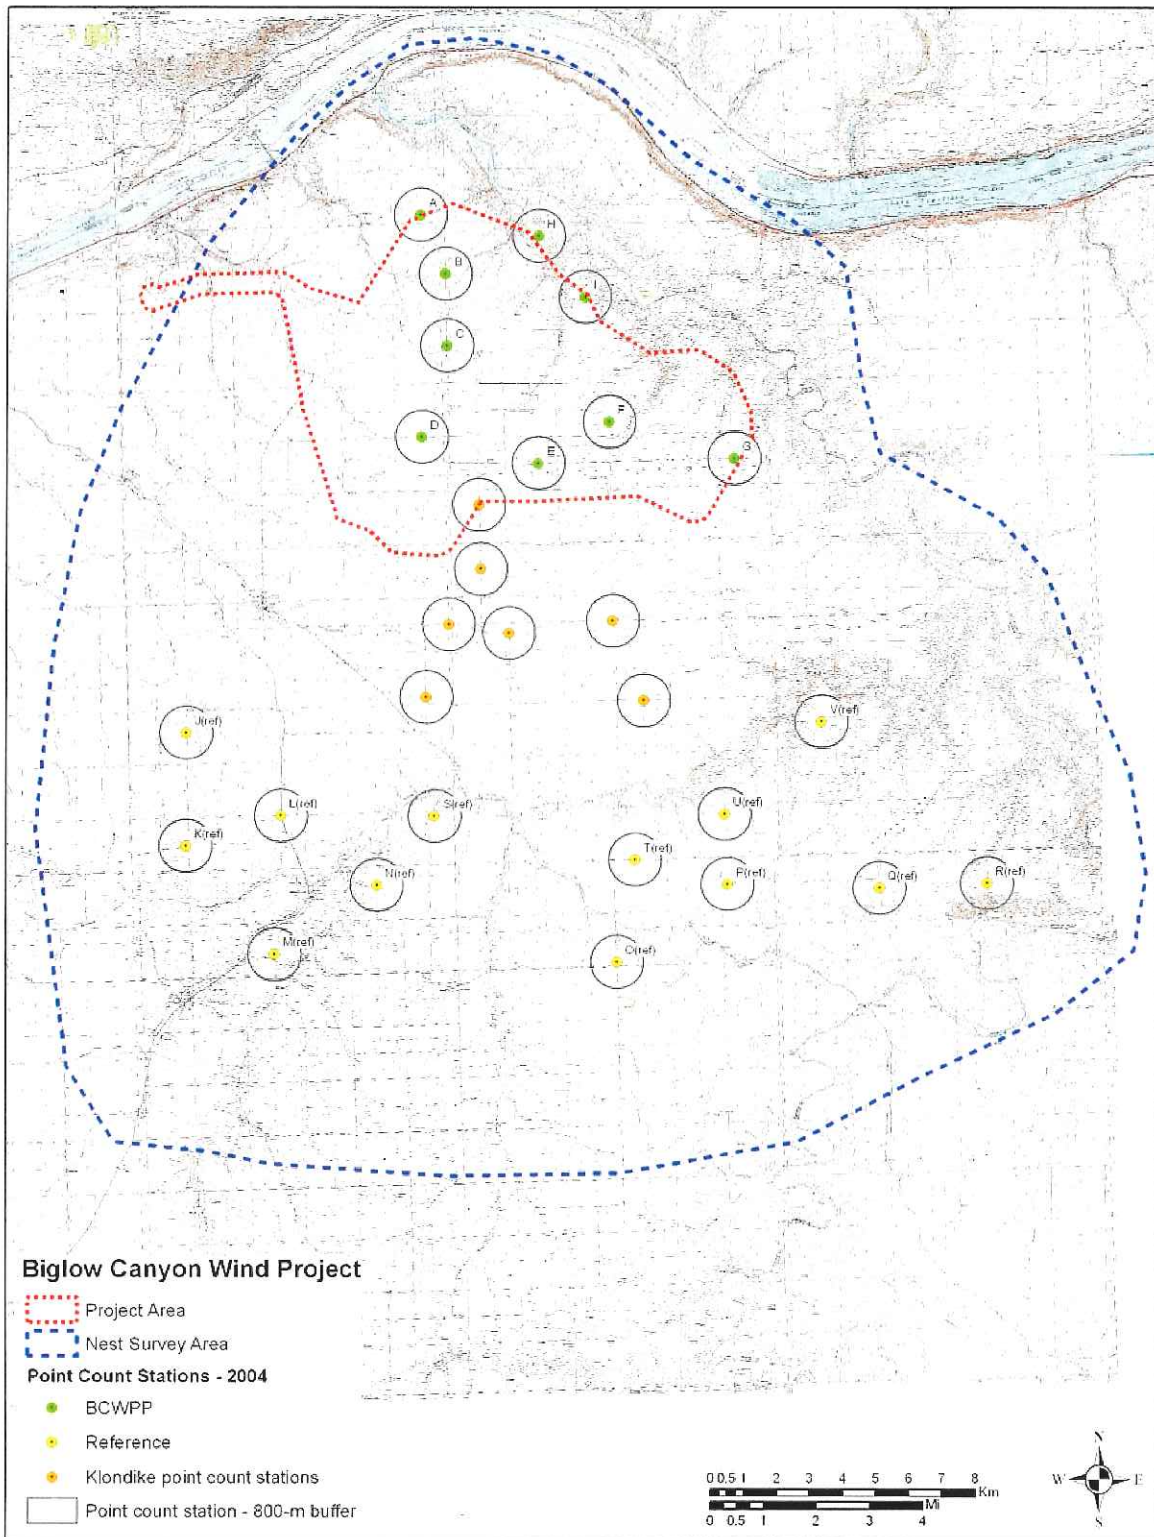 A
H
B
I
C
F
D
E
G
V(ref)
J(ref)
L(ref)
S(ref)
U(ref)
K(ref)
T(ref)
N(ref)
P(ref)
Q(ref)
R(ref)
M(ref)
O(ref)
Biglow Canyon Wind Project
Project Area
Nest Survey Area
Point Count Stations - 2004
BCWPP
Reference
Klondike point count stations
Point count station - 800-m buffer
N
W E
S
0 0.5 1 2 3 4 5 6 7 8
Km
Mi
0 0.5 1 2 3 4